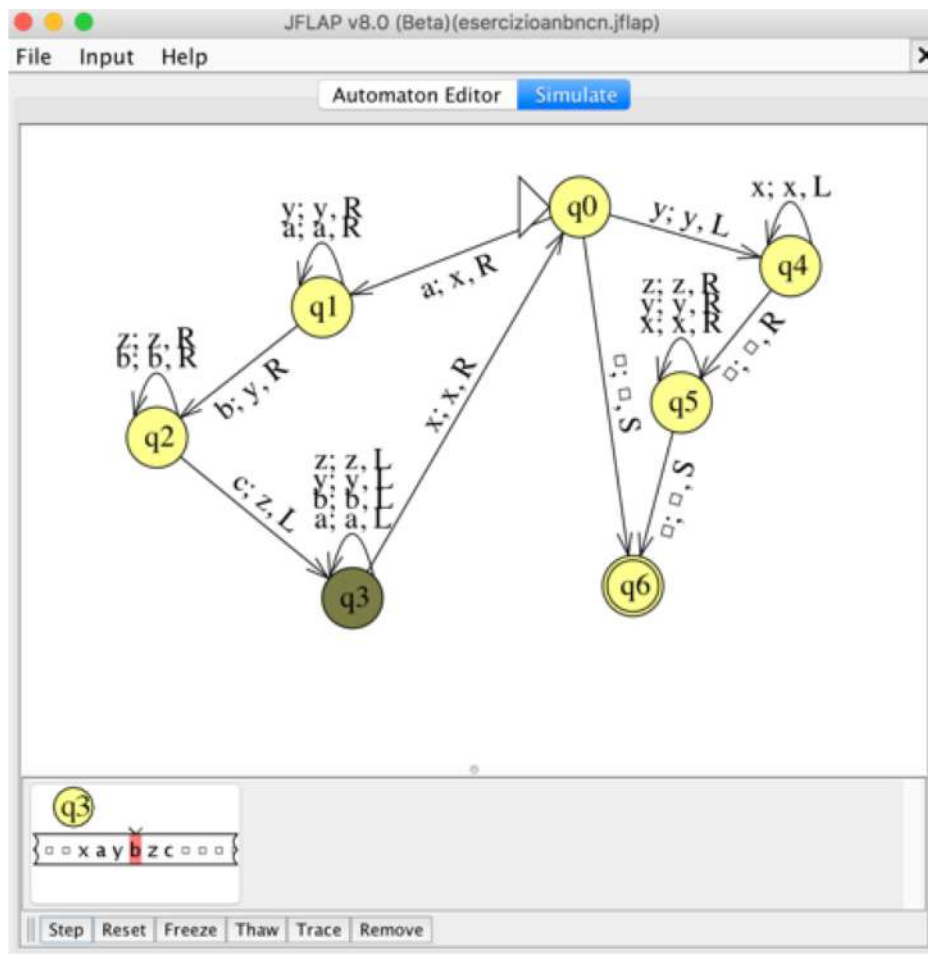 JFLAP v8.0 (Beta)(esercizioanbncn.jflap)
File Input Help X
Automaton Editor Simulate
q0
x; x, L
y; y, L
q4
y; y, R
a; a, R
a; x, R
q1
z; z, R
y; y, R
x; x, R
□; □, R
q5
z; z, R
b; b, R
b; y, R
q2
x; x, R
□; □, S
□; □, S
c; z, L
z; z, L
y; y, L
b; b, L
a; a, L
q3
q6
q3
□ □ x a y b z c □ □ □
Step Reset Freeze Thaw Trace Remove